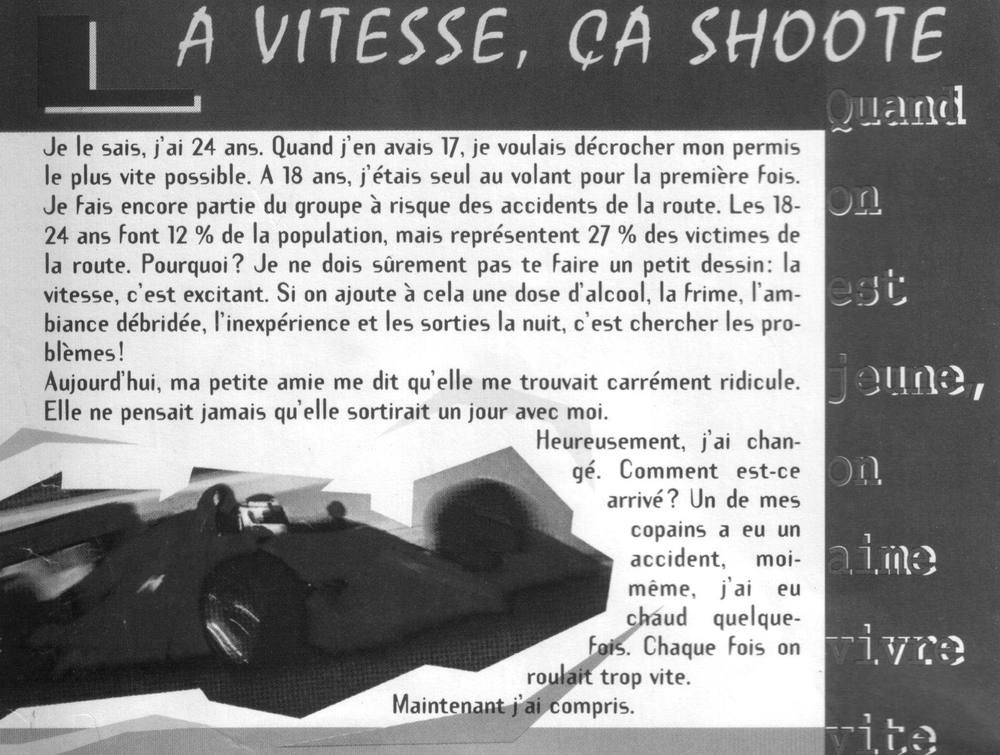 LA VITESSE, ÇA SHOOTE
Je le sais, j'ai 24 ans. Quand j'en avais 17, je voulais décrocher mon permis
le plus vite possible. A 18 ans, j'étais seul au volant pour la première fois.
Je fais encore partie du groupe à risque des accidents de la route. Les 18-
24 ans font 12 % de la population, mais représentent 27 % des victimes de
la route. Pourquoi? Je ne dois sûrement pas te faire un petit dessin: la
vitesse, c'est excitant. Si on ajoute à cela une dose d'alcool, la frime, l'am-
biance débridée, l'inexpérience et les sorties la nuit, c'est chercher les pro-
blèmes!
Aujourd'hui, ma petite amie me dit qu'elle me trouvait carrément ridicule.
Elle ne pensait jamais qu'elle sortirait un jour avec moi.
Heureusement, j'ai chan-
gé. Comment est-ce
arrivé? Un de mes
copains a eu un
accident, moi-
même, j'ai eu
chaud quelque-
fois. Chaque fois on
roulait trop vite.
Maintenant j'ai compris.
Quand
on
est
jeune,
on
aime
vivre
vite